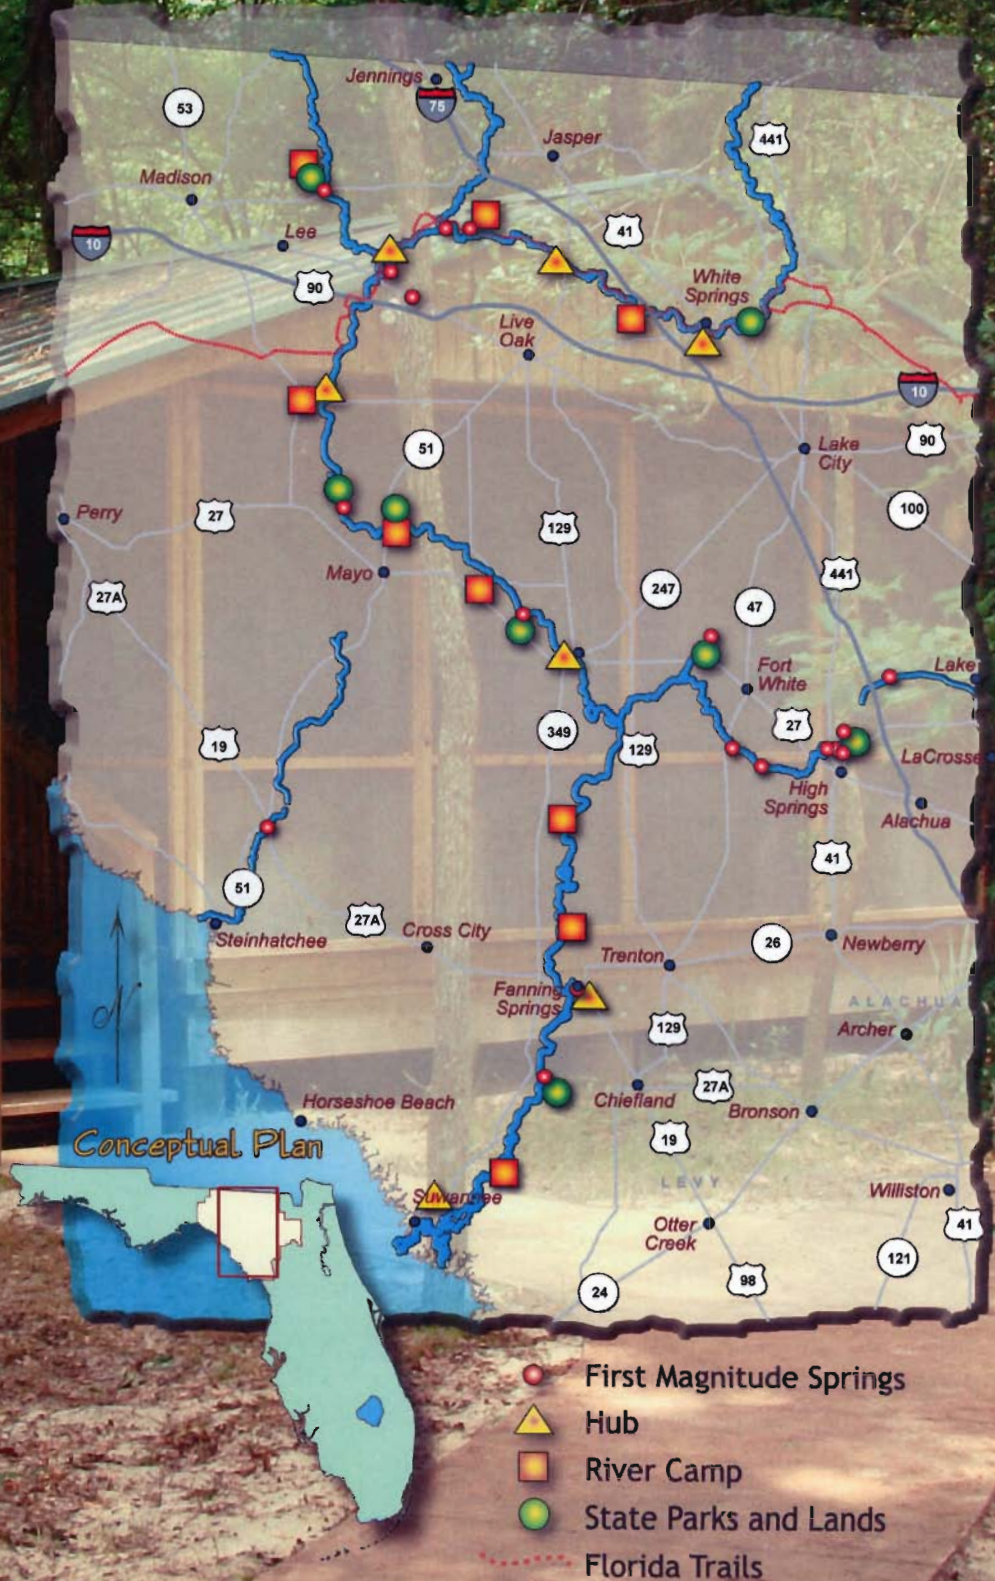 Jennings
75
53
Jasper
441
Madison
Lee
10
41
90
White
Springs
Live
Oak
10
51
Lake
City
90
Perry
27
129
100
Mayo
27A
247
47
441
Fort
White
Lake
19
349
129
27
LaCrosse
High
Springs
Alachua
51
41
27A
Steinhatchee
Cross City
26
Newberry
Trenton
Fanning
Springs
ALACHUA
129
Archer
Chiefland
27A
Bronson
Horseshoe Beach
19
N
Conceptual Plan
Suwannee
LEVY
Williston
Otter
Creek
41
98
121
24
First Magnitude Springs
Hub
River Camp
State Parks and Lands
Florida Trails